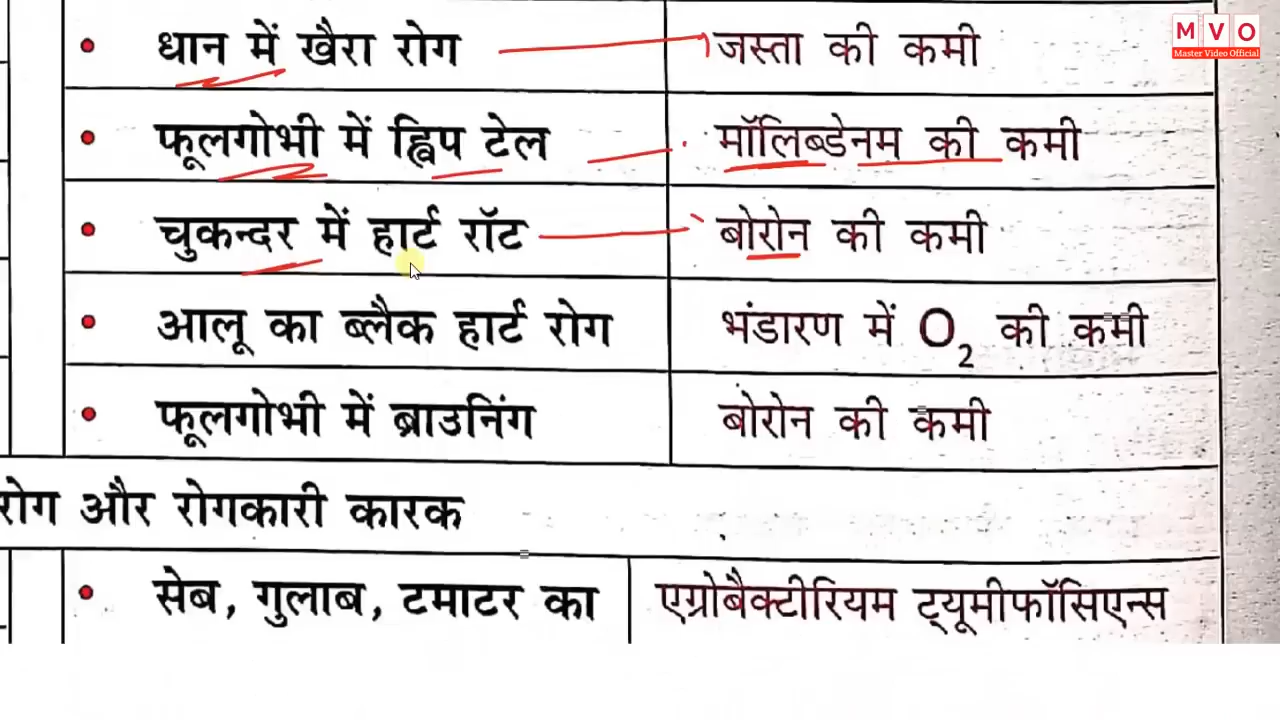 M V O
Master Video Official
• धान में खैरा रोग जस्ता की कमी
• फूलगोभी में ह्विप टेल मॉलिब्डेनम की कमी
• चुकन्दर में हार्ट रॉट बोरोन की कमी
• आलू का ब्लैक हार्ट रोग भंडारण में O₂ की कमी
• फूलगोभी में ब्राउनिंग बोरोन की कमी
रोग और रोगकारी कारक
• सेब, गुलाब, टमाटर का एग्रोबैक्टीरियम ट्यूमीफॉसिएन्स